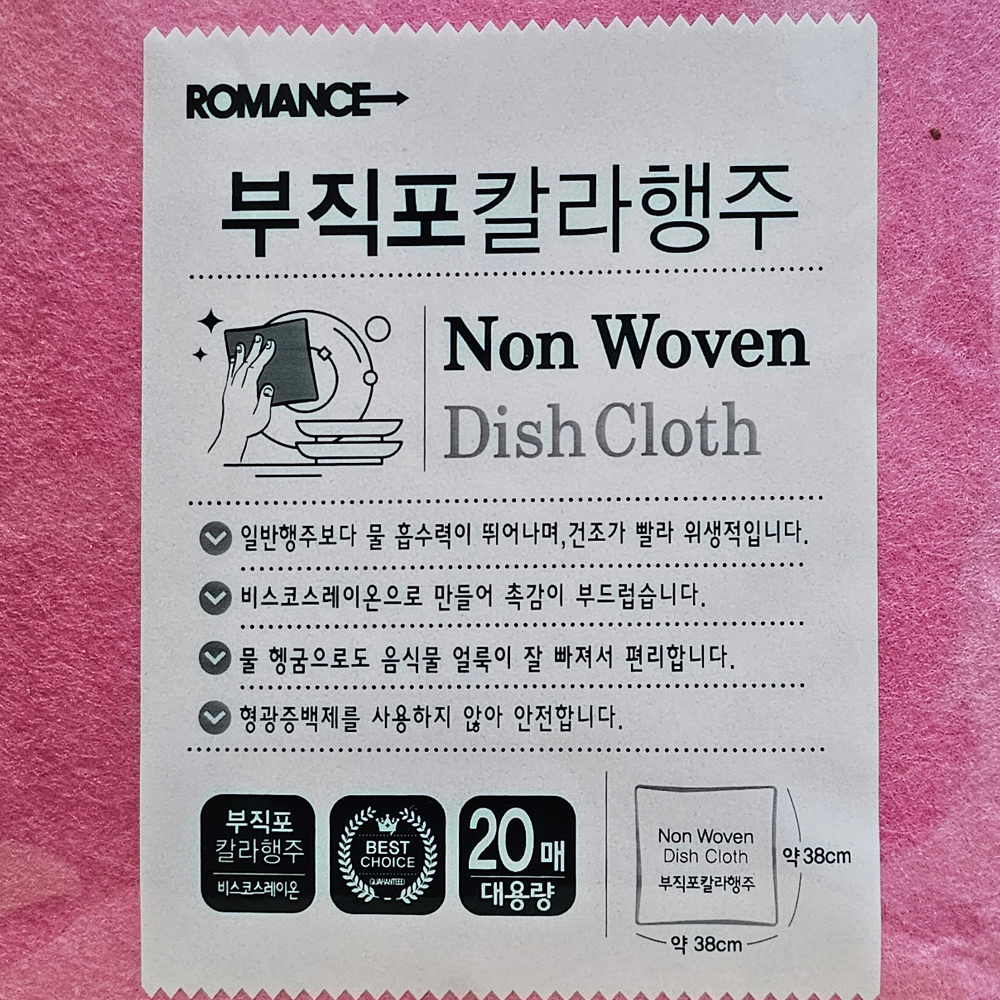 ROMANCE
부직포칼라행주
Non Woven
Dish Cloth
일반행주보다 물 흡수력이 뛰어나며,건조가 빨라 위생적입니다.
비스코스레이온으로 만들어 촉감이 부드럽습니다.
물 헹굼으로도 음식물 얼룩이 잘 빠져서 편리합니다.
형광증백제를 사용하지 않아 안전합니다.
부직포
칼라행주
비스코스레이온
BEST
CHOICE
GUARANTEED
20매
대용량
Non Woven
Dish Cloth
부직포칼라행주
약 38cm
약 38cm